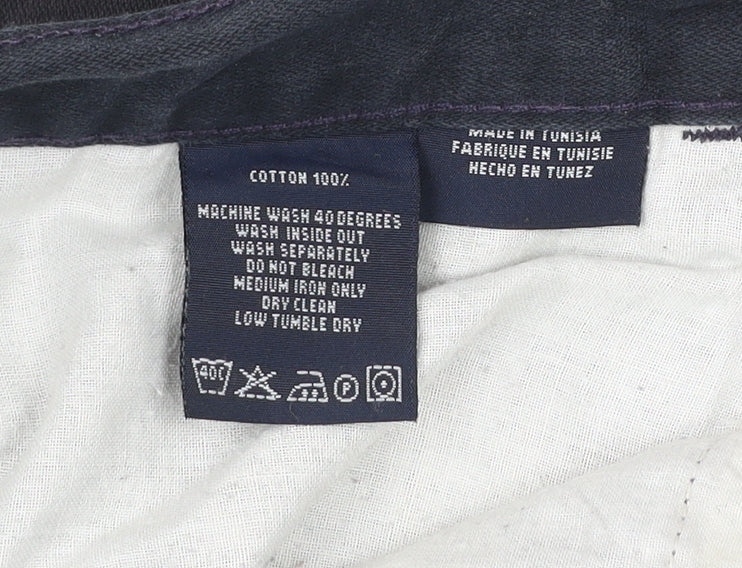 COTTON 100%
MACHINE WASH 40 DEGREES
WASH INSIDE OUT
WASH SEPARATELY
DO NOT BLEACH
MEDIUM IRON ONLY
DRY CLEAN
LOW TUMBLE DRY
40C
P
MADE IN TUNISIA
FABRIQUE EN TUNISIE
HECHO EN TUNEZ